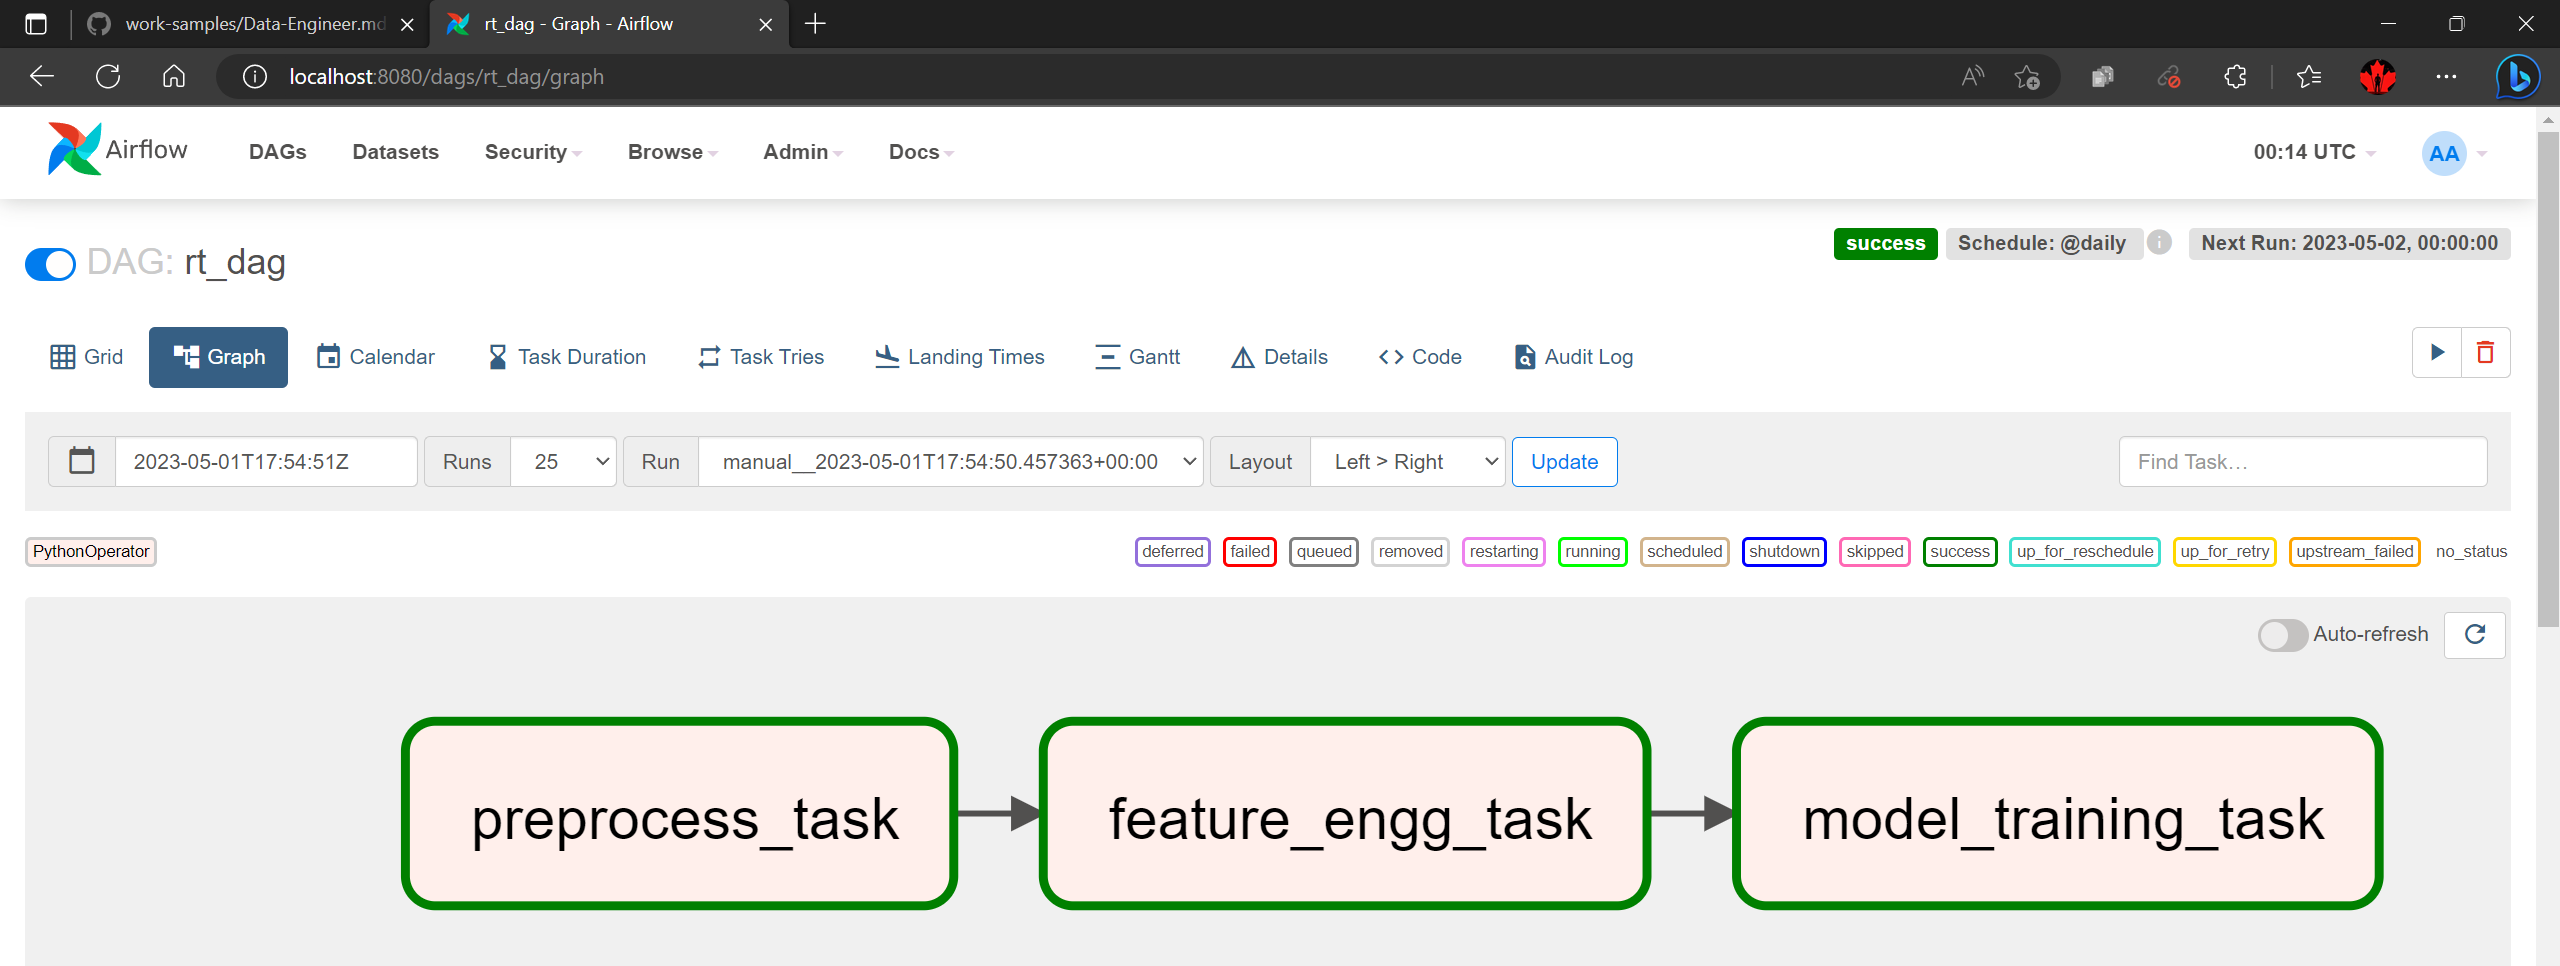 work-samples/Data-Engineer.md
rt_dag - Graph - Airflow
localhost:8080/dags/rt_dag/graph
Airflow DAGs Datasets Security Browse Admin Docs 00:14 UTC AA
DAG: rt_dag
success Schedule: @daily Next Run: 2023-05-02, 00:00:00
Grid Graph Calendar Task Duration Task Tries Landing Times Gantt Details Code Audit Log
2023-05-01T17:54:51Z Runs 25 Run manual__2023-05-01T17:54:50.457363+00:00 Layout Left > Right Update Find Task…
PythonOperator deferred failed queued removed restarting running scheduled shutdown skipped success up_for_reschedule up_for_retry upstream_failed no_status
Auto-refresh
preprocess_task feature_engg_task model_training_task